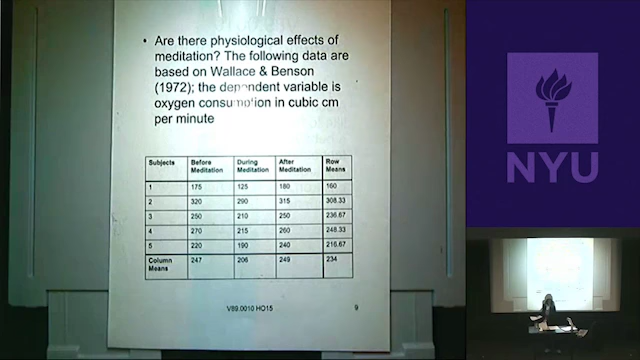 • Are there physiological effects of
meditation? The following data are
based on Wallace & Benson
(1972); the dependent variable is
oxygen consumption in cubic cm
per minute
Subjects Before Meditation During Meditation After Meditation Row Means
1 175 125 180 160
2 320 290 315 308.33
3 250 210 250 236.67
4 270 215 260 248.33
5 220 190 240 216.67
Column Means 247 206 249 234
V89.0010 HO15 9
NYU